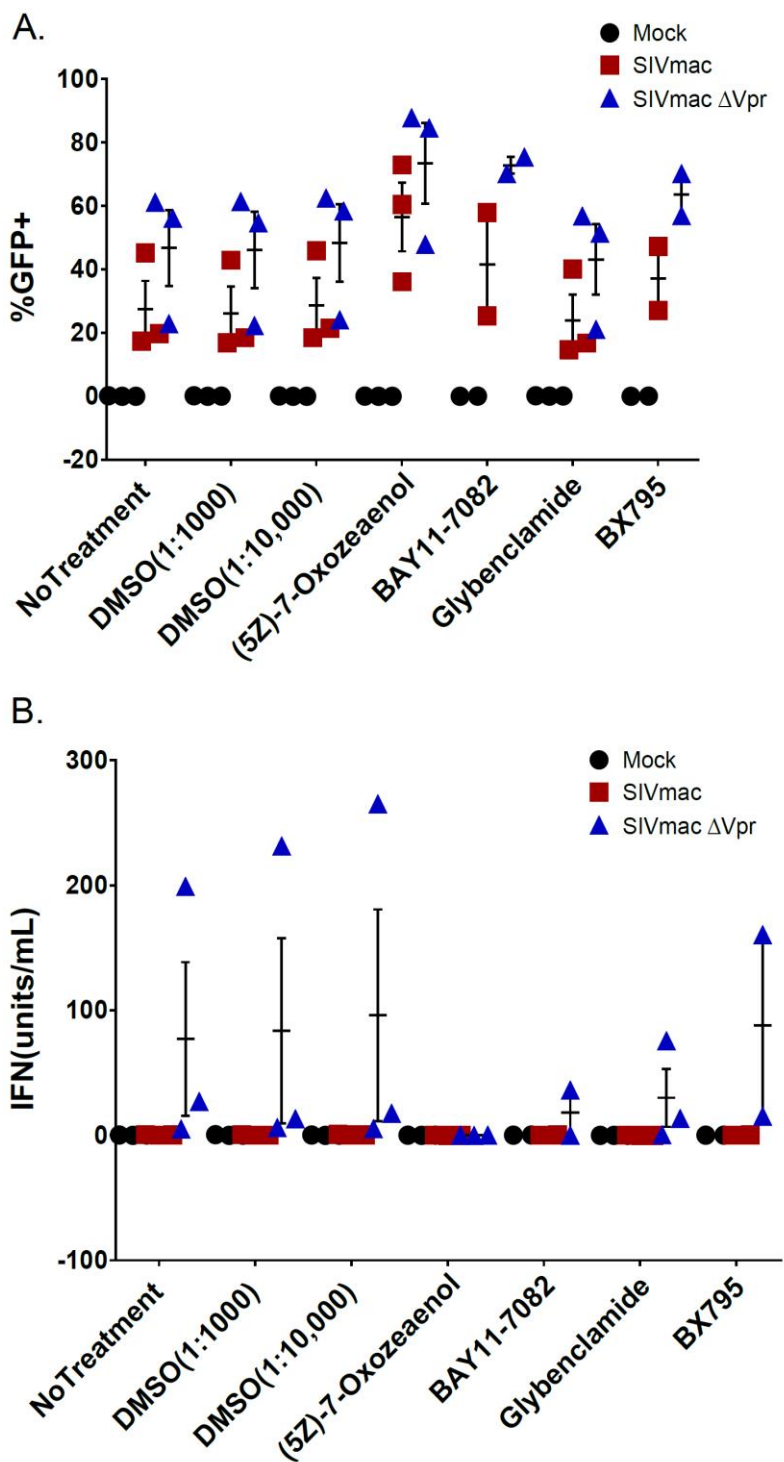 A.
Mock
SIVmac
SIVmac ΔVpr
100
80
60
40
20
0
-20
%GFP+
NoTreatment
DMSO(1:1000)
DMSO(1:10,000)
(5Z)-7-Oxozeaenol
BAY11-7082
Glybenclamide
BX795
B.
Mock
SIVmac
SIVmac ΔVpr
300
200
100
0
-100
IFN(units/mL)
NoTreatment
DMSO(1:1000)
DMSO(1:10,000)
(5Z)-7-Oxozeaenol
BAY11-7082
Glybenclamide
BX795